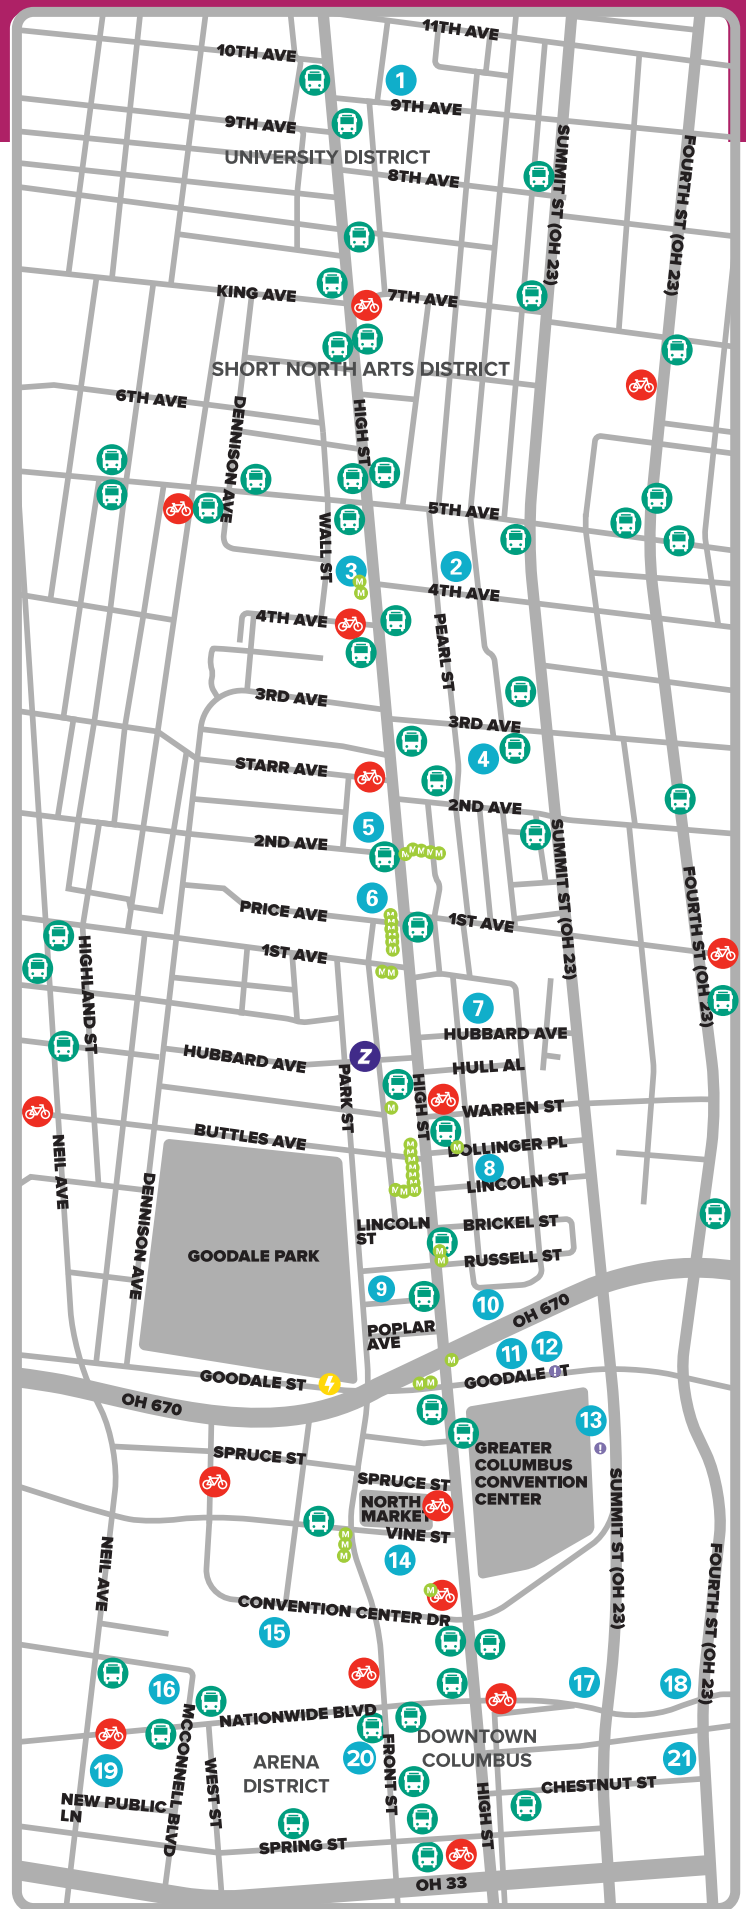 11TH AVE
10TH AVE
1
9TH AVE
9TH AVE
UNIVERSITY DISTRICT
8TH AVE
SUMMIT ST (OH 23)
FOURTH ST (OH 23)
KING AVE
7TH AVE
SHORT NORTH ARTS DISTRICT
6TH AVE
DENNISON AVE
HIGH ST
5TH AVE
WALL ST
3
M
M
2
4TH AVE
4TH AVE
PEARL ST
3RD AVE
3RD AVE
4
STARR AVE
2ND AVE
5
2ND AVE
M M M M M
SUMMIT ST (OH 23)
FOURTH ST (OH 23)
6
PRICE AVE
M
M
M
M
M
1ST AVE
1ST AVE
M M
HIGHLAND ST
7
HUBBARD AVE
HUBBARD AVE
Z
HULL AL
PARK ST
HIGH ST
M
WARREN ST
BUTTLES AVE
M
OLLINGER PL
NEIL AVE
DENNISON AVE
M
M
M
M
M
M M M
8
LINCOLN ST
LINCOLN
ST
BRICKEL ST
GOODALE PARK
M
M
RUSSELL ST
9
10
OH 670
POPLAR
AVE
11
12
M
GOODALE ST
M M
GOODALE ST
!
OH 670
13
!
SPRUCE ST
GREATER
COLUMBUS
CONVENTION
CENTER
SPRUCE ST
NORTH
MARKET
VINE ST
M
M
M
14
SUMMIT ST (OH 23)
NEIL AVE
FOURTH ST (OH 23)
M
CONVENTION CENTER DR
15
16
17
18
NATIONWIDE BLVD
MCCONNELL BLVD
WEST ST
FRONT ST
DOWNTOWN
COLUMBUS
19
ARENA
DISTRICT
20
21
NEW PUBLIC
LN
HIGH ST
CHESTNUT ST
SPRING ST
OH 33